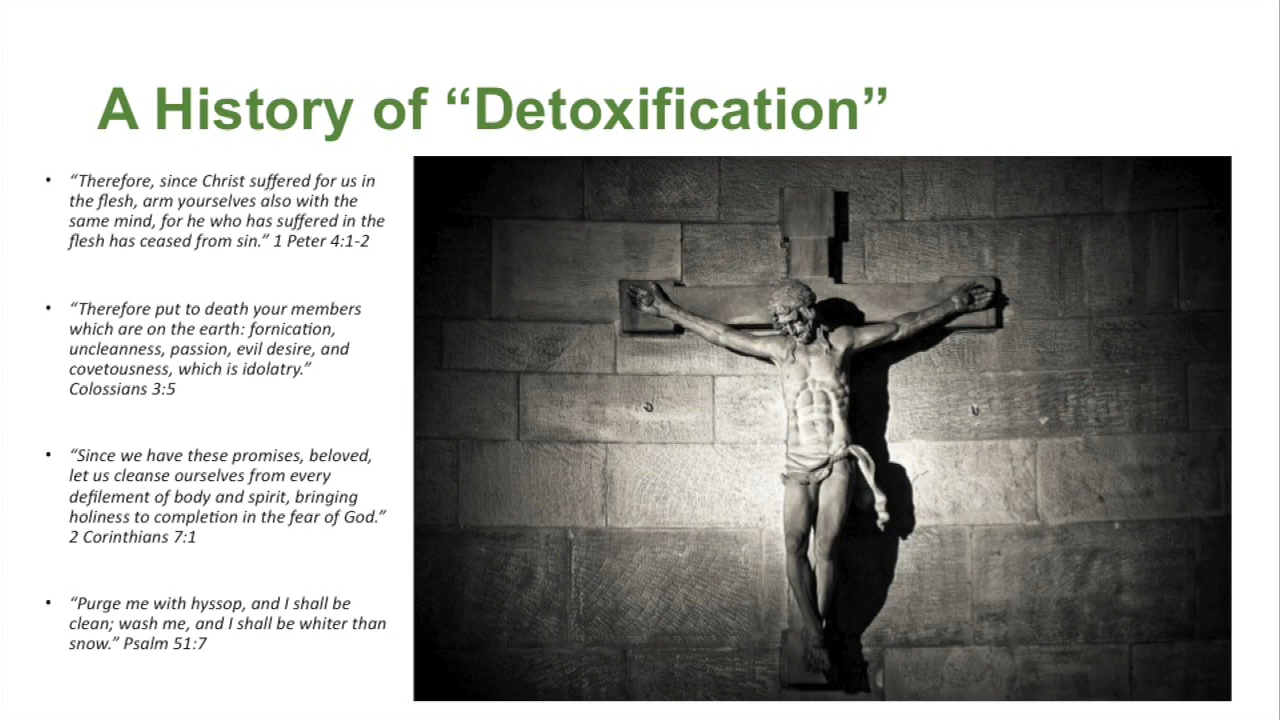 A History of “Detoxification”
• “Therefore, since Christ suffered for us in
the flesh, arm yourselves also with the
same mind, for he who has suffered in the
flesh has ceased from sin.” 1 Peter 4:1-2
• “Therefore put to death your members
which are on the earth: fornication,
uncleanness, passion, evil desire, and
covetousness, which is idolatry.”
Colossians 3:5
• “Since we have these promises, beloved,
let us cleanse ourselves from every
defilement of body and spirit, bringing
holiness to completion in the fear of God.”
2 Corinthians 7:1
• “Purge me with hyssop, and I shall be
clean; wash me, and I shall be whiter than
snow.” Psalm 51:7